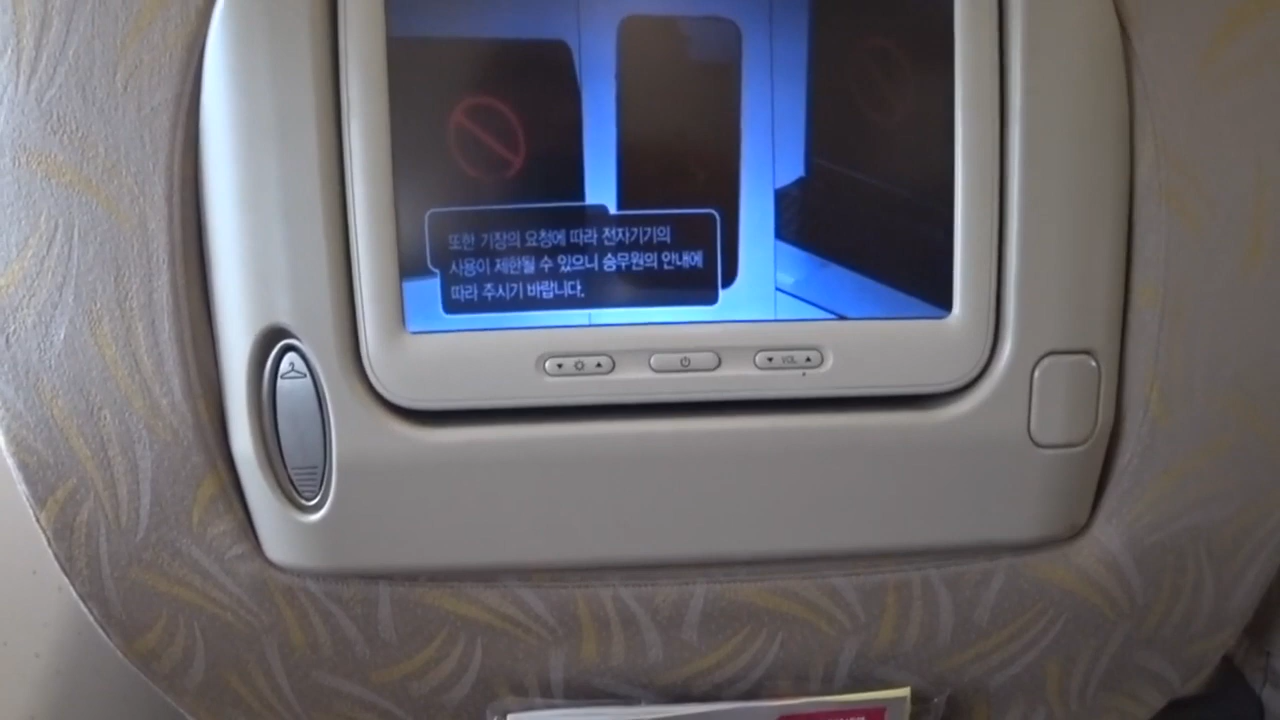 또한 기장의 요청에 따라 전자기기의
사용이 제한될 수 있으니 승무원의 안내에
따라 주시기 바랍니다.
VOL